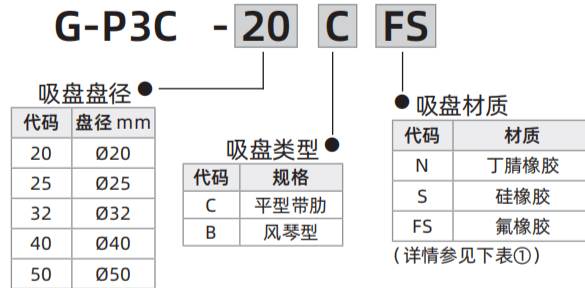 G-P3C - 20 C FS
吸盘盘径
代码 盘径 mm
20 Ø20
25 Ø25
32 Ø32
40 Ø40
50 Ø50
吸盘类型
代码 规格
C 平型带肋
B 风琴型
吸盘材质
代码 材质
N 丁腈橡胶
S 硅橡胶
FS 氟橡胶
(详情参见下表①)